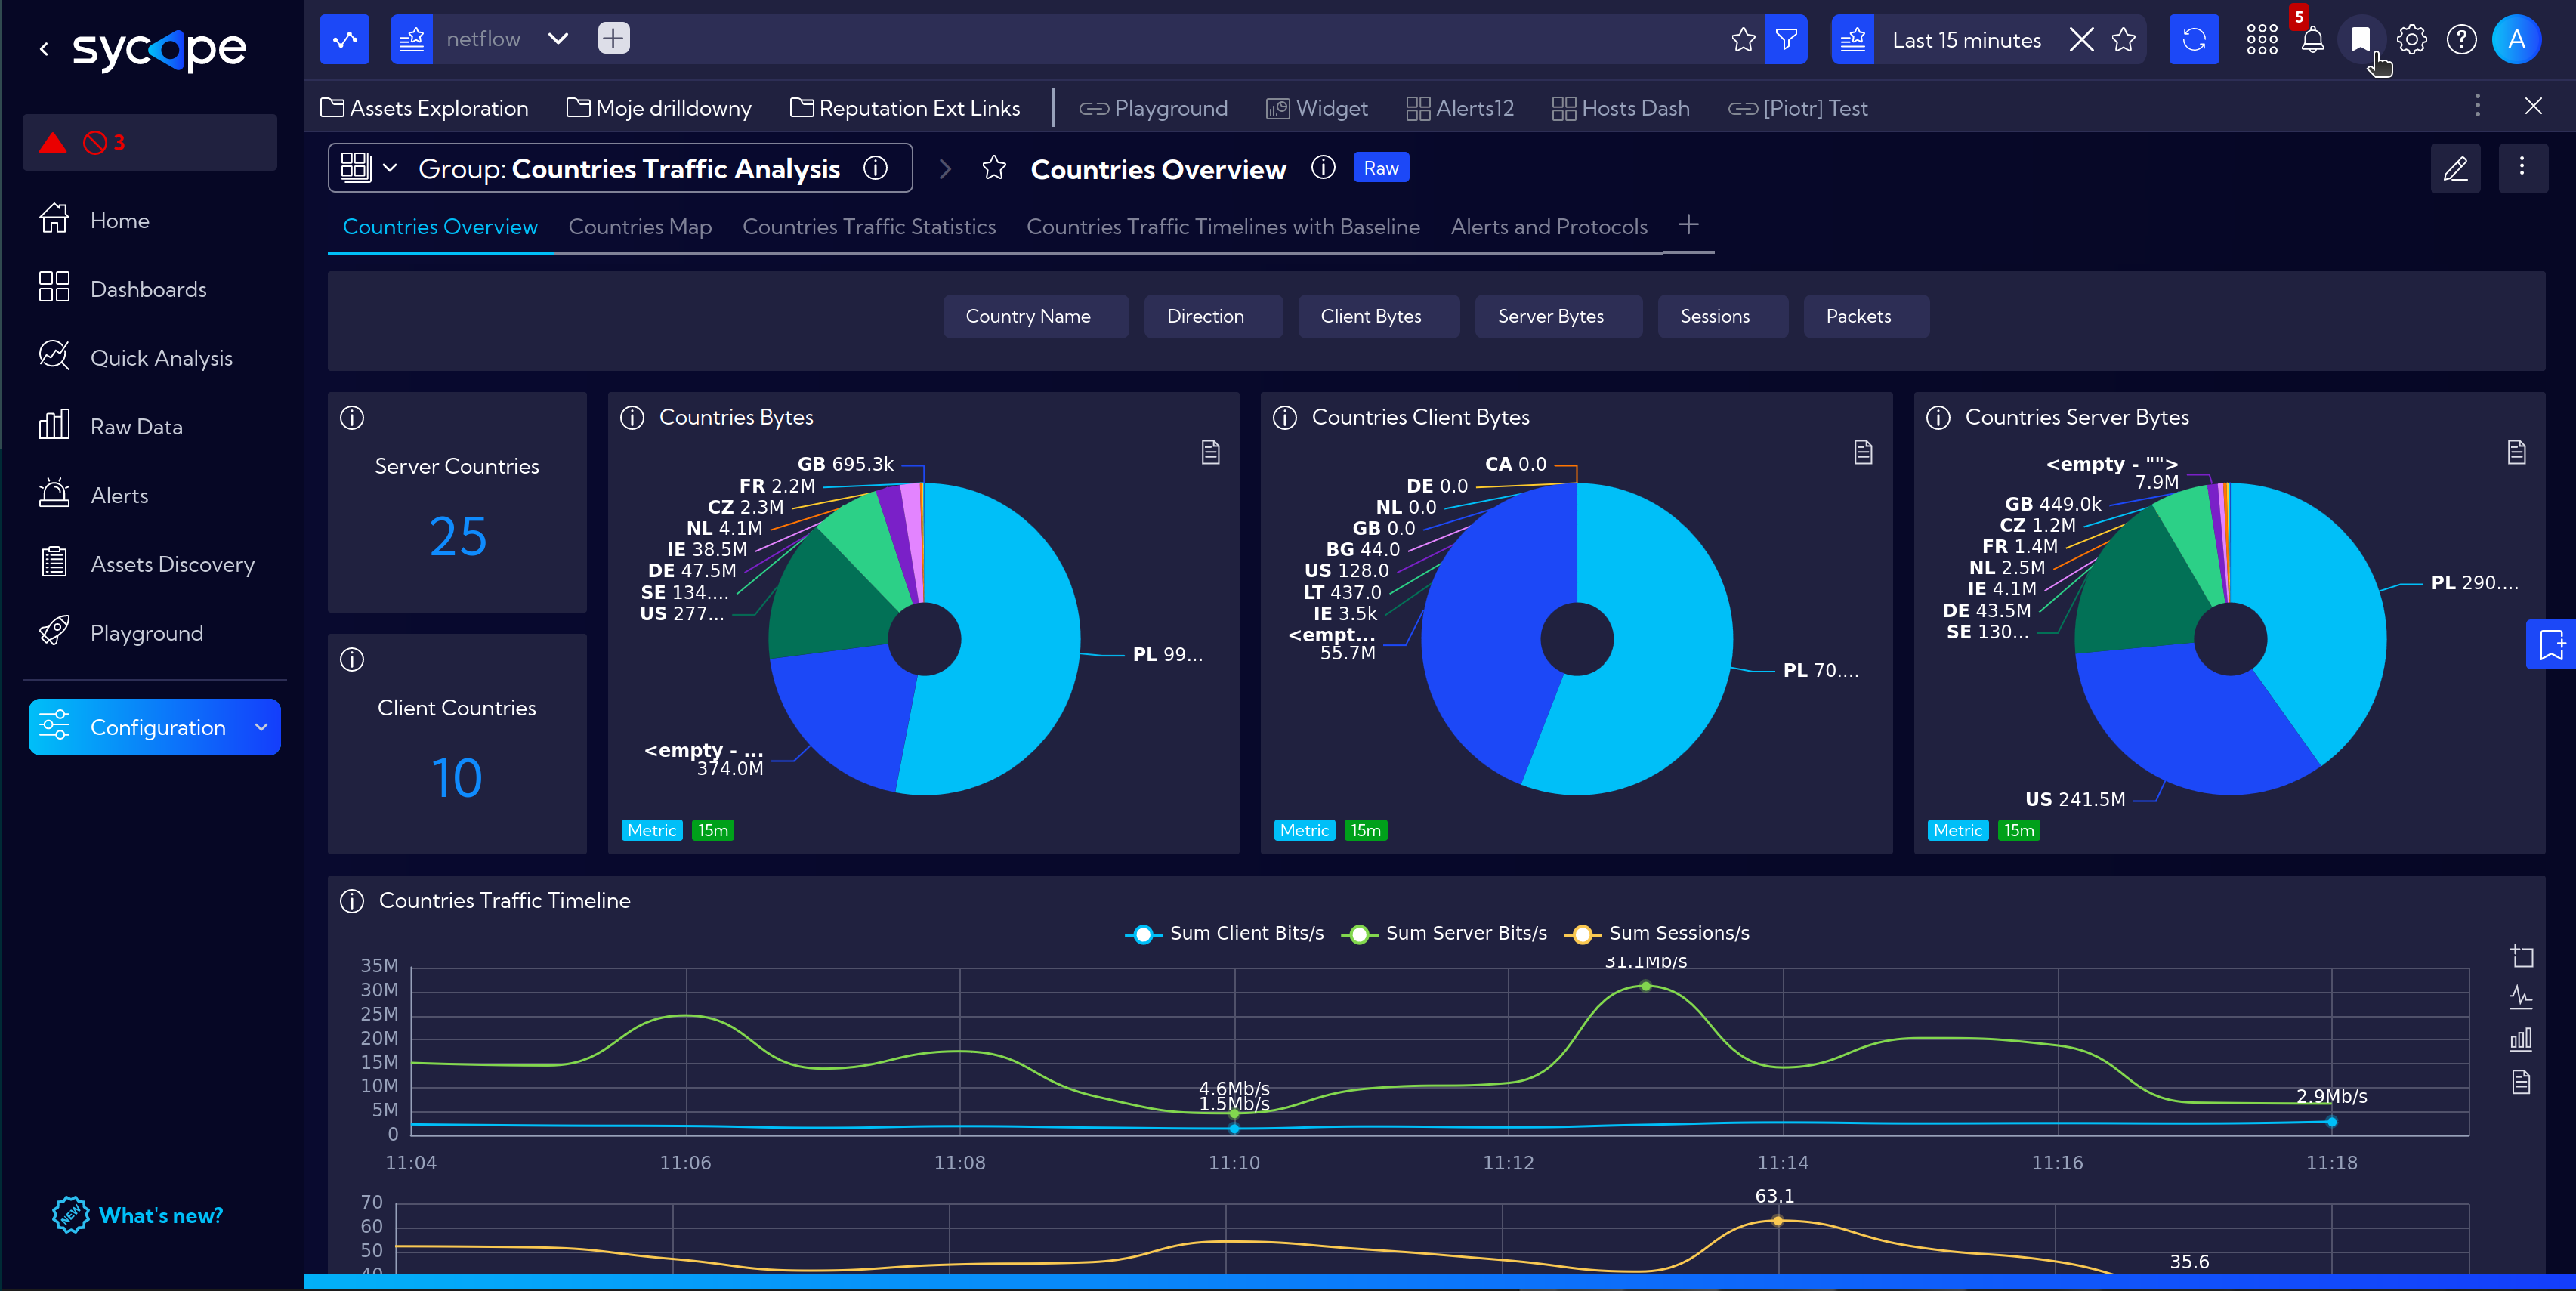 sycope
netflow
Last 15 minutes
5
A
Assets Exploration
Moje drilldowny
Reputation Ext Links
Playground
Widget
Alerts12
Hosts Dash
[Piotr] Test
3
Home
Dashboards
Quick Analysis
Raw Data
Alerts
Assets Discovery
Playground
Configuration
NEW
What's new?
Group: Countries Traffic Analysis
Countries Overview
Raw
Countries Overview
Countries Map
Countries Traffic Statistics
Countries Traffic Timelines with Baseline
Alerts and Protocols
Country Name
Direction
Client Bytes
Server Bytes
Sessions
Packets
Server Countries
25
Client Countries
10
Countries Bytes
GB 695.3k
FR 2.2M
CZ 2.3M
NL 4.1M
IE 38.5M
DE 47.5M
SE 134....
US 277...
PL 99...
<empty - ...
374.0M
Metric
15m
Countries Client Bytes
CA 0.0
DE 0.0
NL 0.0
GB 0.0
BG 44.0
US 128.0
LT 437.0
IE 3.5k
<empt...
55.7M
PL 70....
Metric
15m
Countries Server Bytes
<empty - "">
7.9M
GB 449.0k
CZ 1.2M
FR 1.4M
NL 2.5M
IE 4.1M
DE 43.5M
SE 130...
PL 290....
US 241.5M
Metric
15m
Countries Traffic Timeline
Sum Client Bits/s
Sum Server Bits/s
Sum Sessions/s
35M
30M
25M
20M
15M
10M
5M
0
31.1Mb/s
4.6Mb/s
1.5Mb/s
2.9Mb/s
11:04
11:06
11:08
11:10
11:12
11:14
11:16
11:18
70
60
50
40
63.1
35.6